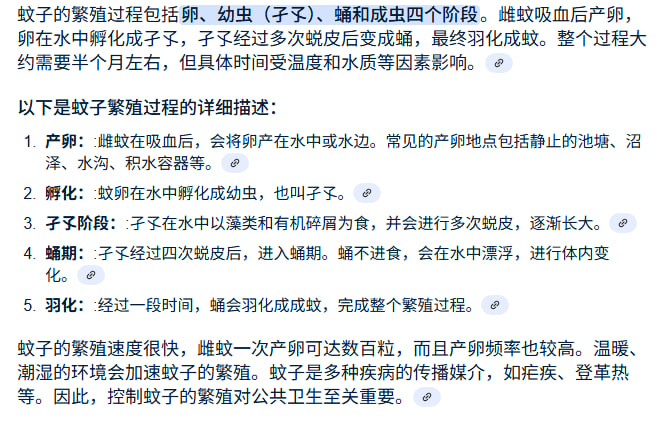 蚊子的繁殖过程包括卵、幼虫（孑孓）、蛹和成虫四个阶段。雌蚊吸血后产卵，
卵在水中孵化成孑孓，孑孓经过多次蜕皮后变成蛹，最终羽化成蚊。整个过程大
约需要半个月左右，但具体时间受温度和水质等因素影响。
以下是蚊子繁殖过程的详细描述：
1. 产卵：:雌蚊在吸血后，会将卵产在水中或水边。常见的产卵地点包括静止的池塘、沼
泽、水沟、积水容器等。
2. 孵化：:蚊卵在水中孵化成幼虫，也叫孑孓。
3. 孑孓阶段：:孑孓在水中以藻类和有机碎屑为食，并会进行多次蜕皮，逐渐长大。
4. 蛹期：:孑孓经过四次蜕皮后，进入蛹期。蛹不进食，会在水中漂浮，进行体内变
化。
5. 羽化：:经过一段时间，蛹会羽化成成蚊，完成整个繁殖过程。
蚊子的繁殖速度很快，雌蚊一次产卵可达数百粒，而且产卵频率也较高。温暖、
潮湿的环境会加速蚊子的繁殖。蚊子是多种疾病的传播媒介，如疟疾、登革热
等。因此，控制蚊子的繁殖对公共卫生至关重要。